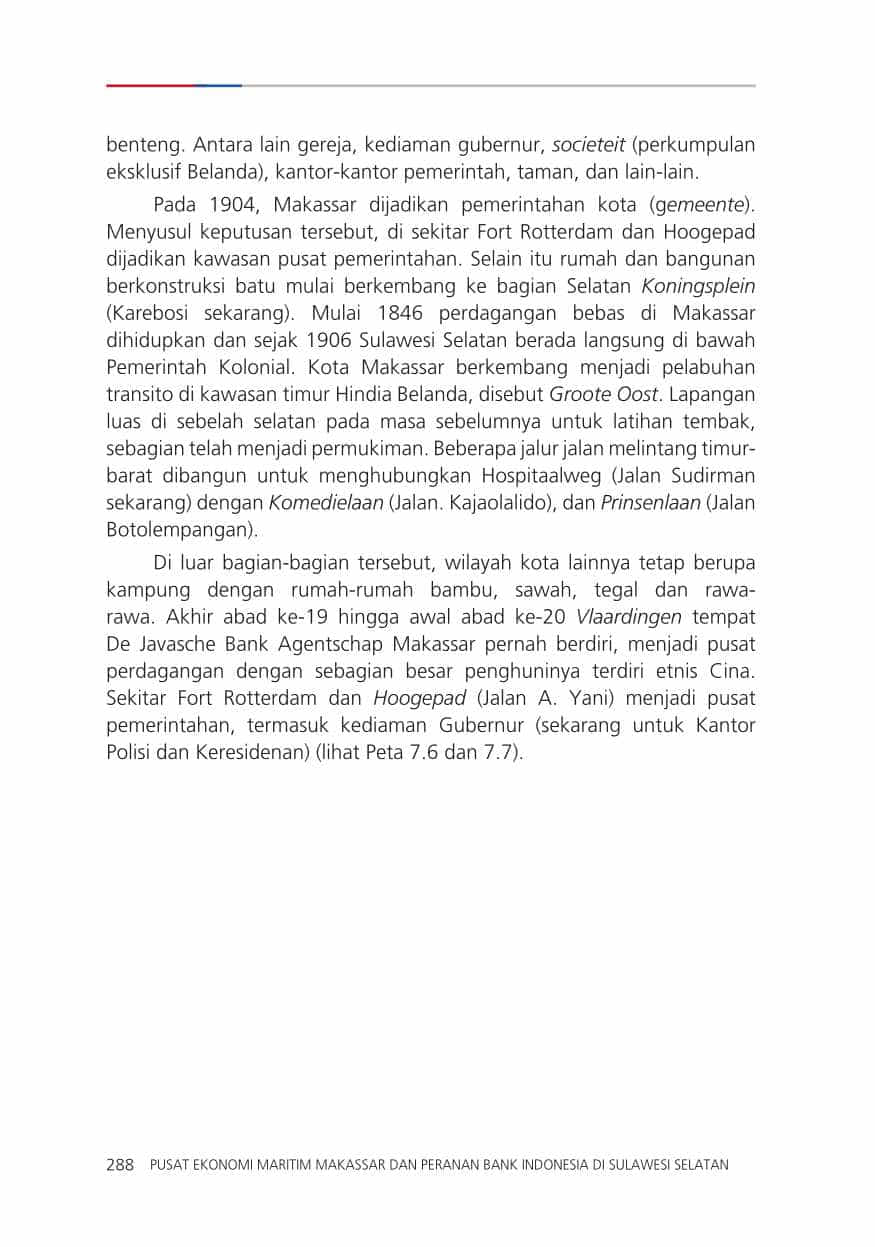 benteng. Antara lain gereja, kediaman gubernur, societeit (perkumpulan
eksklusif Belanda), kantor-kantor pemerintah, taman, dan lain-lain.
Pada 1904, Makassar dijadikan pemerintahan kota (gemeente).
Menyusul keputusan tersebut, di sekitar Fort Rotterdam dan Hoogepad
dijadikan kawasan pusat pemerintahan. Selain itu rumah dan bangunan
berkonstruksi batu mulai berkembang ke bagian Selatan Koningsplein
(Karebosi sekarang). Mulai 1846 perdagangan bebas di Makassar
dihidupkan dan sejak 1906 Sulawesi Selatan berada langsung di bawah
Pemerintah Kolonial. Kota Makassar berkembang menjadi pelabuhan
transito di kawasan timur Hindia Belanda, disebut Groote Oost. Lapangan
luas di sebelah selatan pada masa sebelumnya untuk latihan tembak,
sebagian telah menjadi permukiman. Beberapa jalur jalan melintang timur-
barat dibangun untuk menghubungkan Hospitaalweg (Jalan Sudirman
sekarang) dengan Komedielaan (Jalan. Kajaolalido), dan Prinsenlaan (Jalan
Botolempangan).
Di luar bagian-bagian tersebut, wilayah kota lainnya tetap berupa
kampung dengan rumah-rumah bambu, sawah, tegal dan rawa-
rawa. Akhir abad ke-19 hingga awal abad ke-20 Vlaardingen tempat
De Javasche Bank Agentschap Makassar pernah berdiri, menjadi pusat
perdagangan dengan sebagian besar penghuninya terdiri etnis Cina.
Sekitar Fort Rotterdam dan Hoogepad (Jalan A. Yani) menjadi pusat
pemerintahan, termasuk kediaman Gubernur (sekarang untuk Kantor
Polisi dan Keresidenan) (lihat Peta 7.6 dan 7.7).
288 PUSAT EKONOMI MARITIM MAKASSAR DAN PERANAN BANK INDONESIA DI SULAWESI SELATAN